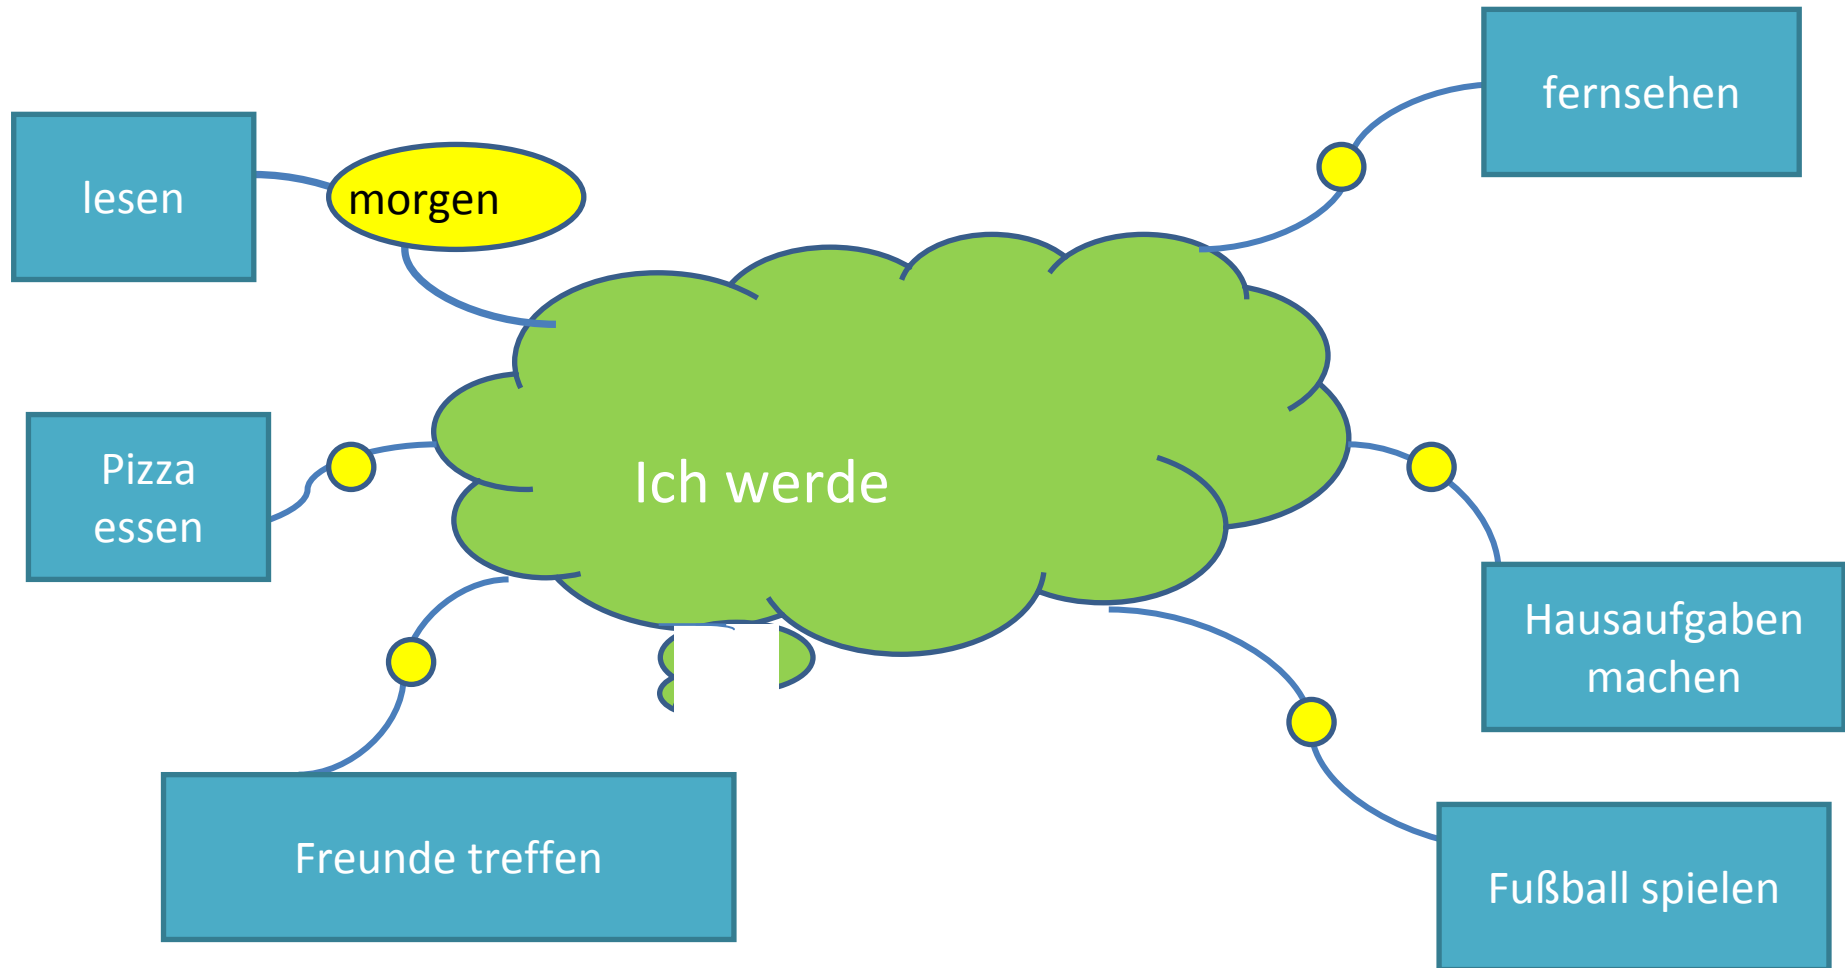 fernsehen
lesen
morgen
Pizza
essen
Ich werde
Hausaufgaben
machen
Freunde treffen
Fußball spielen